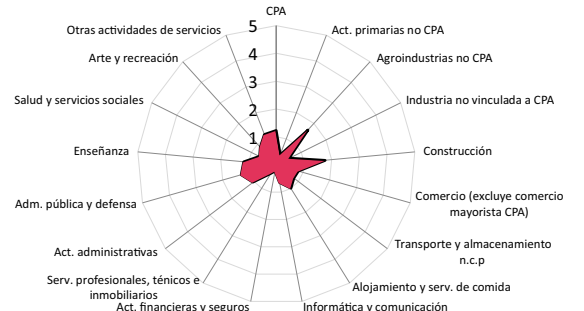 CPA
Act. primarias no CPA
Agroindustrias no CPA
Industria no vinculada a CPA
Construcción
Comercio (excluye comercio
mayorista CPA)
Transporte y almacenamiento
n.c.p
Alojamiento y serv. de comida
Informática y comunicación
Act. financieras y seguros
Serv. profesionales, ténicos e
inmobiliarios
Act. administrativas
Adm. pública y defensa
Enseñanza
Salud y servicios sociales
Arte y recreación
Otras actividades de servicios
5
4
3
2
1